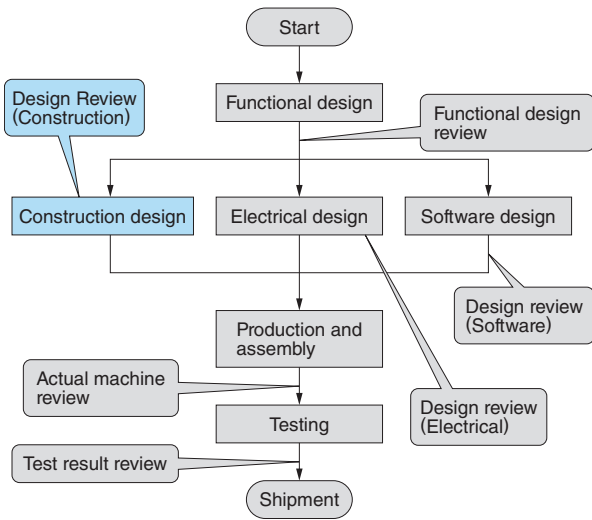 Start
Functional design
Design Review
(Construction)
Functional design
review
Construction design
Electrical design
Software design
Design review
(Software)
Production and
assembly
Actual machine
review
Design review
(Electrical)
Testing
Test result review
Shipment